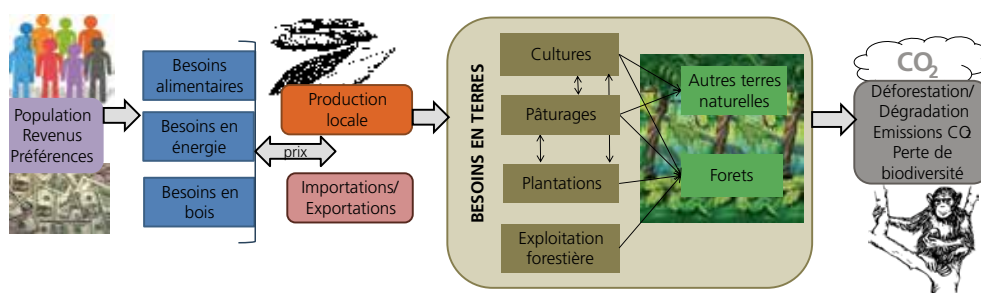 Population
Revenus
Préférences
Besoins
alimentaires
Besoins en
énergie
Besoins en
bois
prix
Production
locale
Importations/
Exportations
BESOINS EN TERRES
Cultures
Pâturages
Plantations
Exploitation
forestière
Autres terres
naturelles
Forets
CO2
Déforestation/
Dégradation
Emissions CO2
Perte de
biodiversité